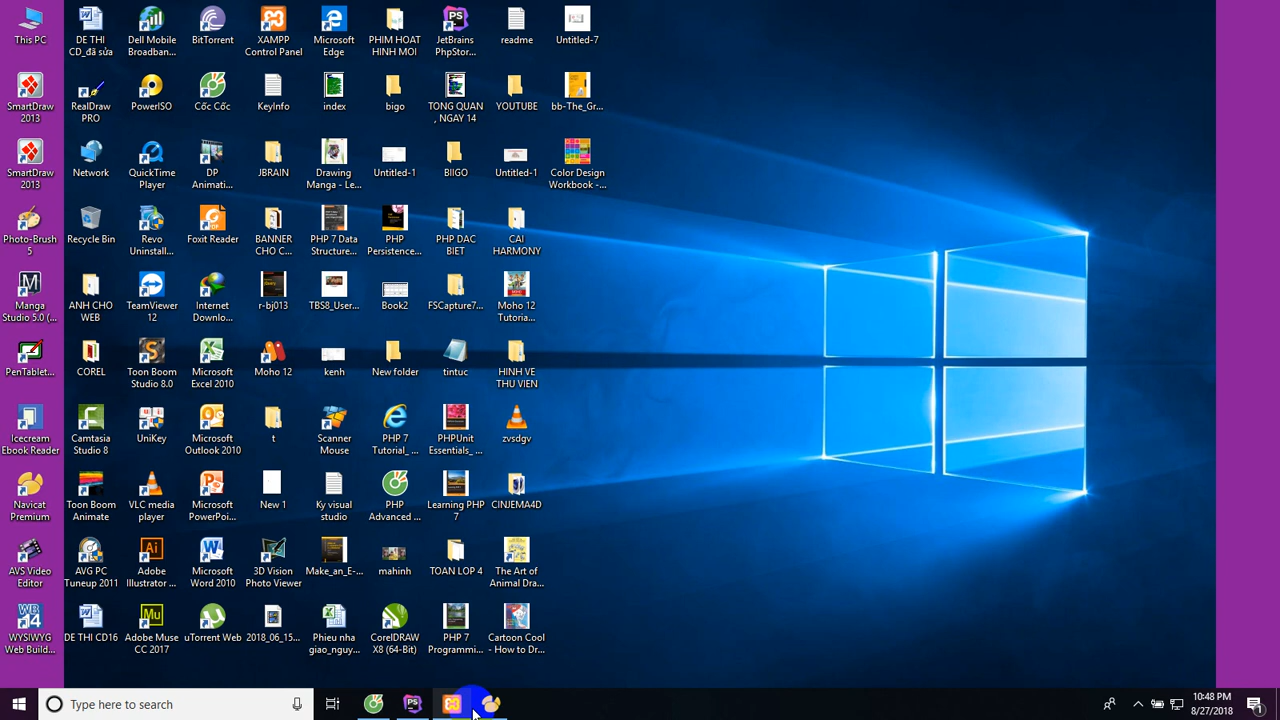 This PC
DE THI
CD_đã sửa
Dell Mobile
Broadban...
BitTorrent
XAMPP
Control Panel
Microsoft
Edge
PHIM HOAT
HINH MOI
JetBrains
PhpStor...
readme
Untitled-7
SmartDraw
2013
RealDraw
PRO
PowerISO
Cốc Cốc
KeyInfo
index
bigo
TONG QUAN
, NGAY 14
YOUTUBE
bb-The_Gr...
SmartDraw
2013
Network
QuickTime
Player
DP
Animati...
JBRAIN
Drawing
Manga - Le...
Untitled-1
BIIGO
Untitled-1
Color Design
Workbook -...
Photo-Brush
5
Recycle Bin
Revo
Uninstall...
Foxit Reader
BANNER
CHO C...
PHP 7 Data
Structure...
PHP
Persistence...
PHP DAC
BIET
CAI
HARMONY
Manga
Studio 5.0 (...
ANH CHO
WEB
TeamViewer
12
Internet
Downlo...
r-bj013
TBS8_User...
Book2
FSCapture7...
Moho 12
Tutoria...
PenTablet...
COREL
Toon Boom
Studio 8.0
Microsoft
Excel 2010
Moho 12
kenh
New folder
tintuc
HINH VE
THU VIEN
Icecream
Ebook Reader
Camtasia
Studio 8
UniKey
Microsoft
Outlook 2010
t
Scanner
Mouse
PHP 7
Tutorial_ ...
PHPUnit
Essentials_ ...
zvsdgv
Navicat
Premium
Toon Boom
Animate
VLC media
player
Microsoft
PowerPoi...
New 1
Ky visual
studio
PHP
Advanced ...
Learning PHP
7
CINJEMA4D
AVS Video
Editor
AVG PC
Tuneup 2011
Adobe
Illustrator ...
Microsoft
Word 2010
3D Vision
Photo Viewer
Make_an_E-...
mahinh
TOAN LOP 4
The Art of
Animal Dra...
WYSIWYG
Web Build...
DE THI CD16
Adobe Muse
CC 2017
uTorrent Web
2018_06_15...
Phieu nha
giao_nguy...
CorelDRAW
X8 (64-Bit)
PHP 7
Programmi...
Cartoon Cool
- How to Dr...
Type here to search
10:48 PM
8/27/2018